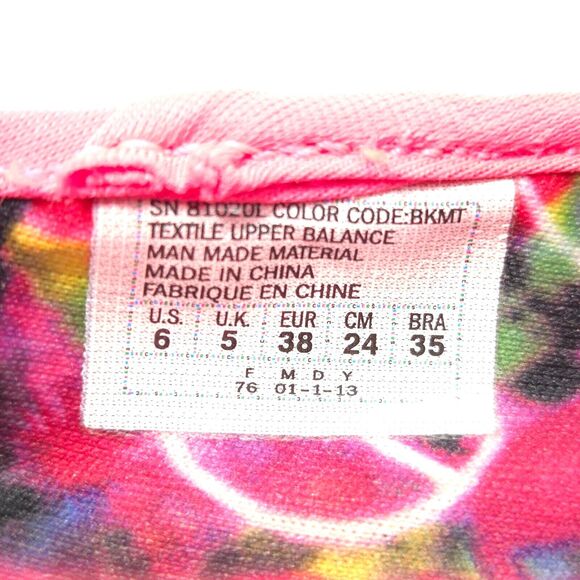 SN 81020L COLOR CODE:BKMT
TEXTILE UPPER BALANCE
MAN MADE MATERIAL
MADE IN CHINA
FABRIQUE EN CHINE
U.S. U.K. EUR CM BRA
6 5 38 24 35
F M D Y
76 01-1-13